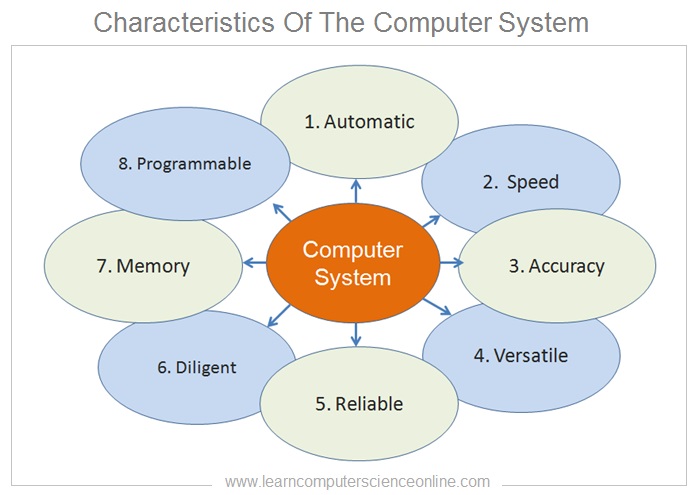 Characteristics Of The Computer System
1. Automatic
2. Speed
3. Accuracy
4. Versatile
5. Reliable
6. Diligent
7. Memory
8. Programmable
Computer
System
www.learncomputerscienceonline.com